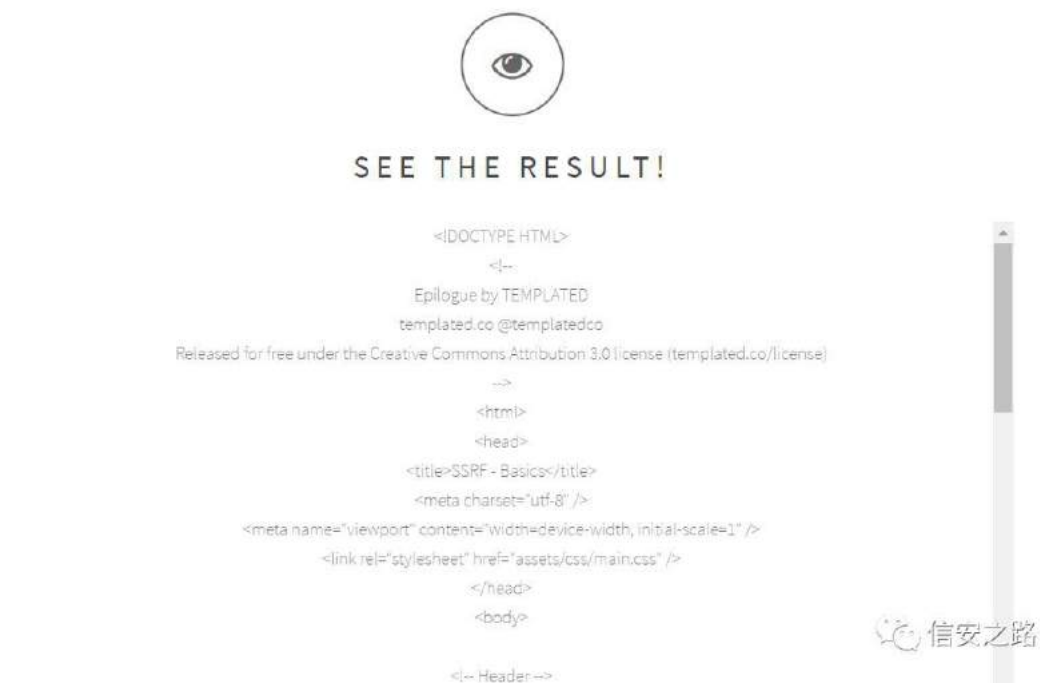 SEE THE RESULT!
<!DOCTYPE HTML>
<!--
Epilogue by TEMPLATED
templated.co @templatedco
Released for free under the Creative Commons Attribution 3.0 license (templated.co/license)
-->
<html>
<head>
<title>SSRF - Basics</title>
<meta charset="utf-8" />
<meta name="viewport" content="width=device-width, initial-scale=1" />
<link rel="stylesheet" href="assets/css/main.css" />
</head>
<body>
信安之路
<!-- Header -->